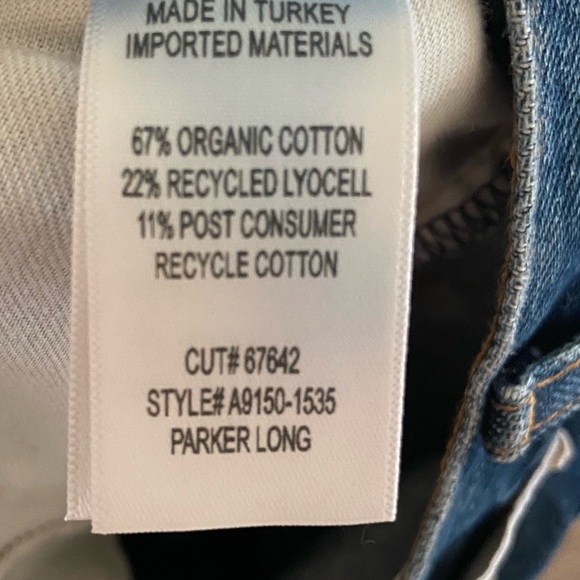 MADE IN TURKEY
IMPORTED MATERIALS
67% ORGANIC COTTON
22% RECYCLED LYOCELL
11% POST CONSUMER
RECYCLE COTTON
CUT# 67642
STYLE# A9150-1535
PARKER LONG